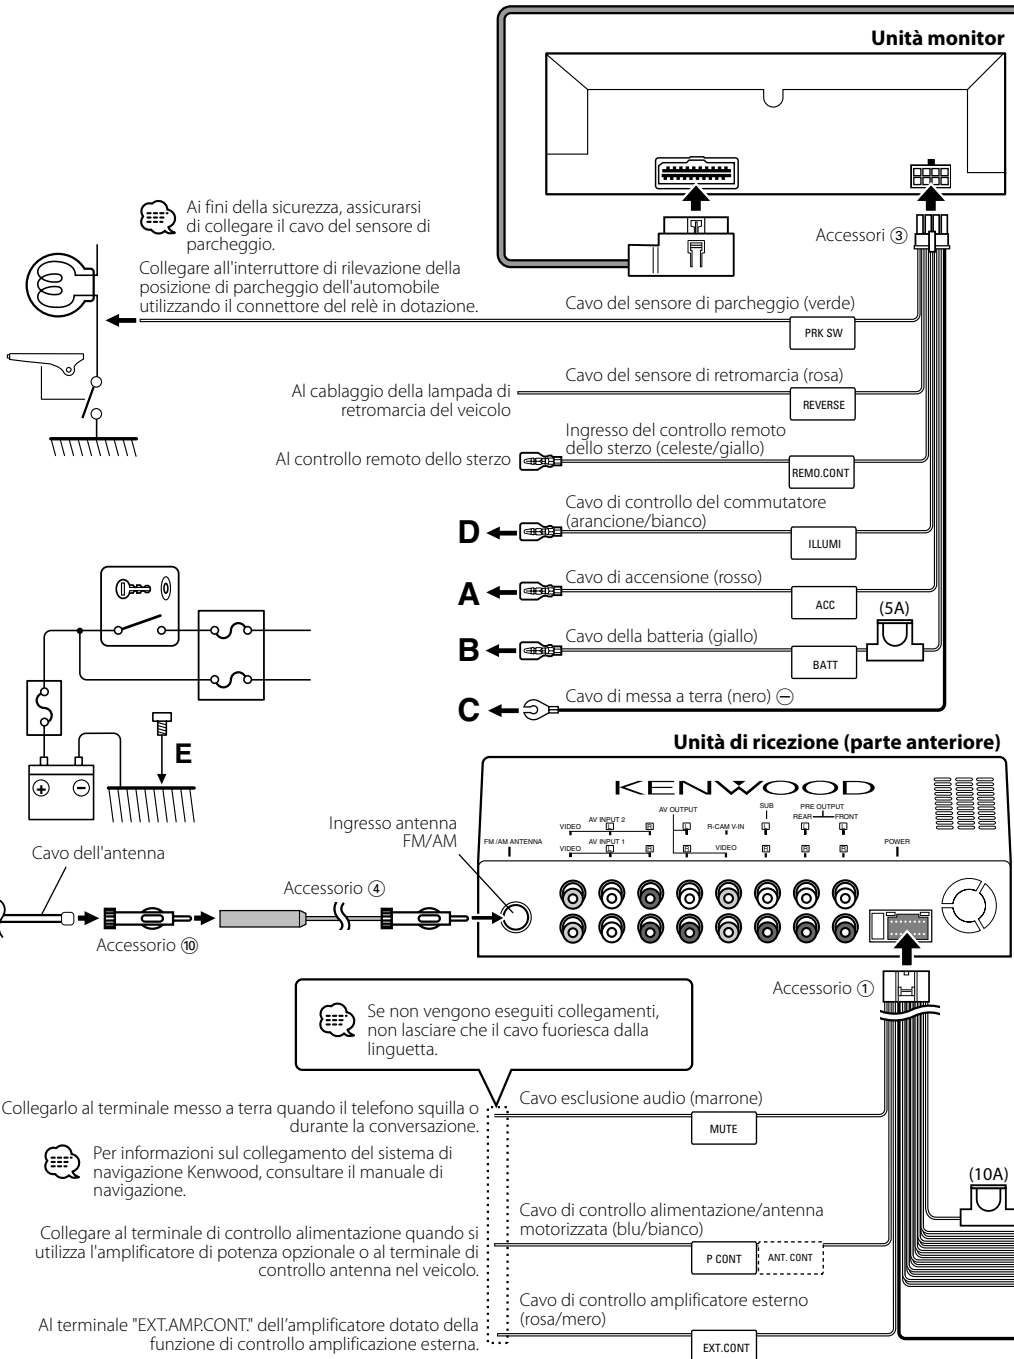 Unità monitor
Ai fini della sicurezza, assicurarsi
di collegare il cavo del sensore di
parcheggio.
Accessori ③
Collegare all'interruttore di rilevazione della
posizione di parcheggio dell'automobile
utilizzando il connettore del relè in dotazione.
Cavo del sensore di parcheggio (verde)
PRK SW
Cavo del sensore di retromarcia (rosa)
Al cablaggio della lampada di
retromarcia del veicolo
REVERSE
Ingresso del controllo remoto
dello sterzo (celeste/giallo)
Al controllo remoto dello sterzo
REMO.CONT
Cavo di controllo del commutatore
(arancione/bianco)
D
ILLUMI
Cavo di accensione (rosso)
A
ACC
(5A)
Cavo della batteria (giallo)
B
BATT
Cavo di messa a terra (nero) ⊖
C
E
⊕ ⊖
Unità di ricezione (parte anteriore)
KENWOOD
AV OUTPUT
SUB
PRE OUTPUT
REAR FRONT
AV INPUT 2
VIDEO L R L R-CAM V-IN L L L
FM /AM ANTENNA
AV INPUT 1
VIDEO L R R VIDEO R R R
POWER
Ingresso antenna
FM/AM
Cavo dell'antenna
Accessorio ④
Accessorio ⑩
Accessorio ①
Se non vengono eseguiti collegamenti,
non lasciare che il cavo fuoriesca dalla
linguetta.
Collegarlo al terminale messo a terra quando il telefono squilla o
durante la conversazione.
Cavo esclusione audio (marrone)
MUTE
Per informazioni sul collegamento del sistema di
navigazione Kenwood, consultare il manuale di
navigazione.
(10A)
Cavo di controllo alimentazione/antenna
motorizzata (blu/bianco)
Collegare al terminale di controllo alimentazione quando si
utilizza l'amplificatore di potenza opzionale o al terminale di
controllo antenna nel veicolo.
P CONT
ANT. CONT
Cavo di controllo amplificatore esterno
(rosa/mero)
Al terminale "EXT.AMP.CONT." dell'amplificatore dotato della
funzione di controllo amplificazione esterna.
EXT.CONT